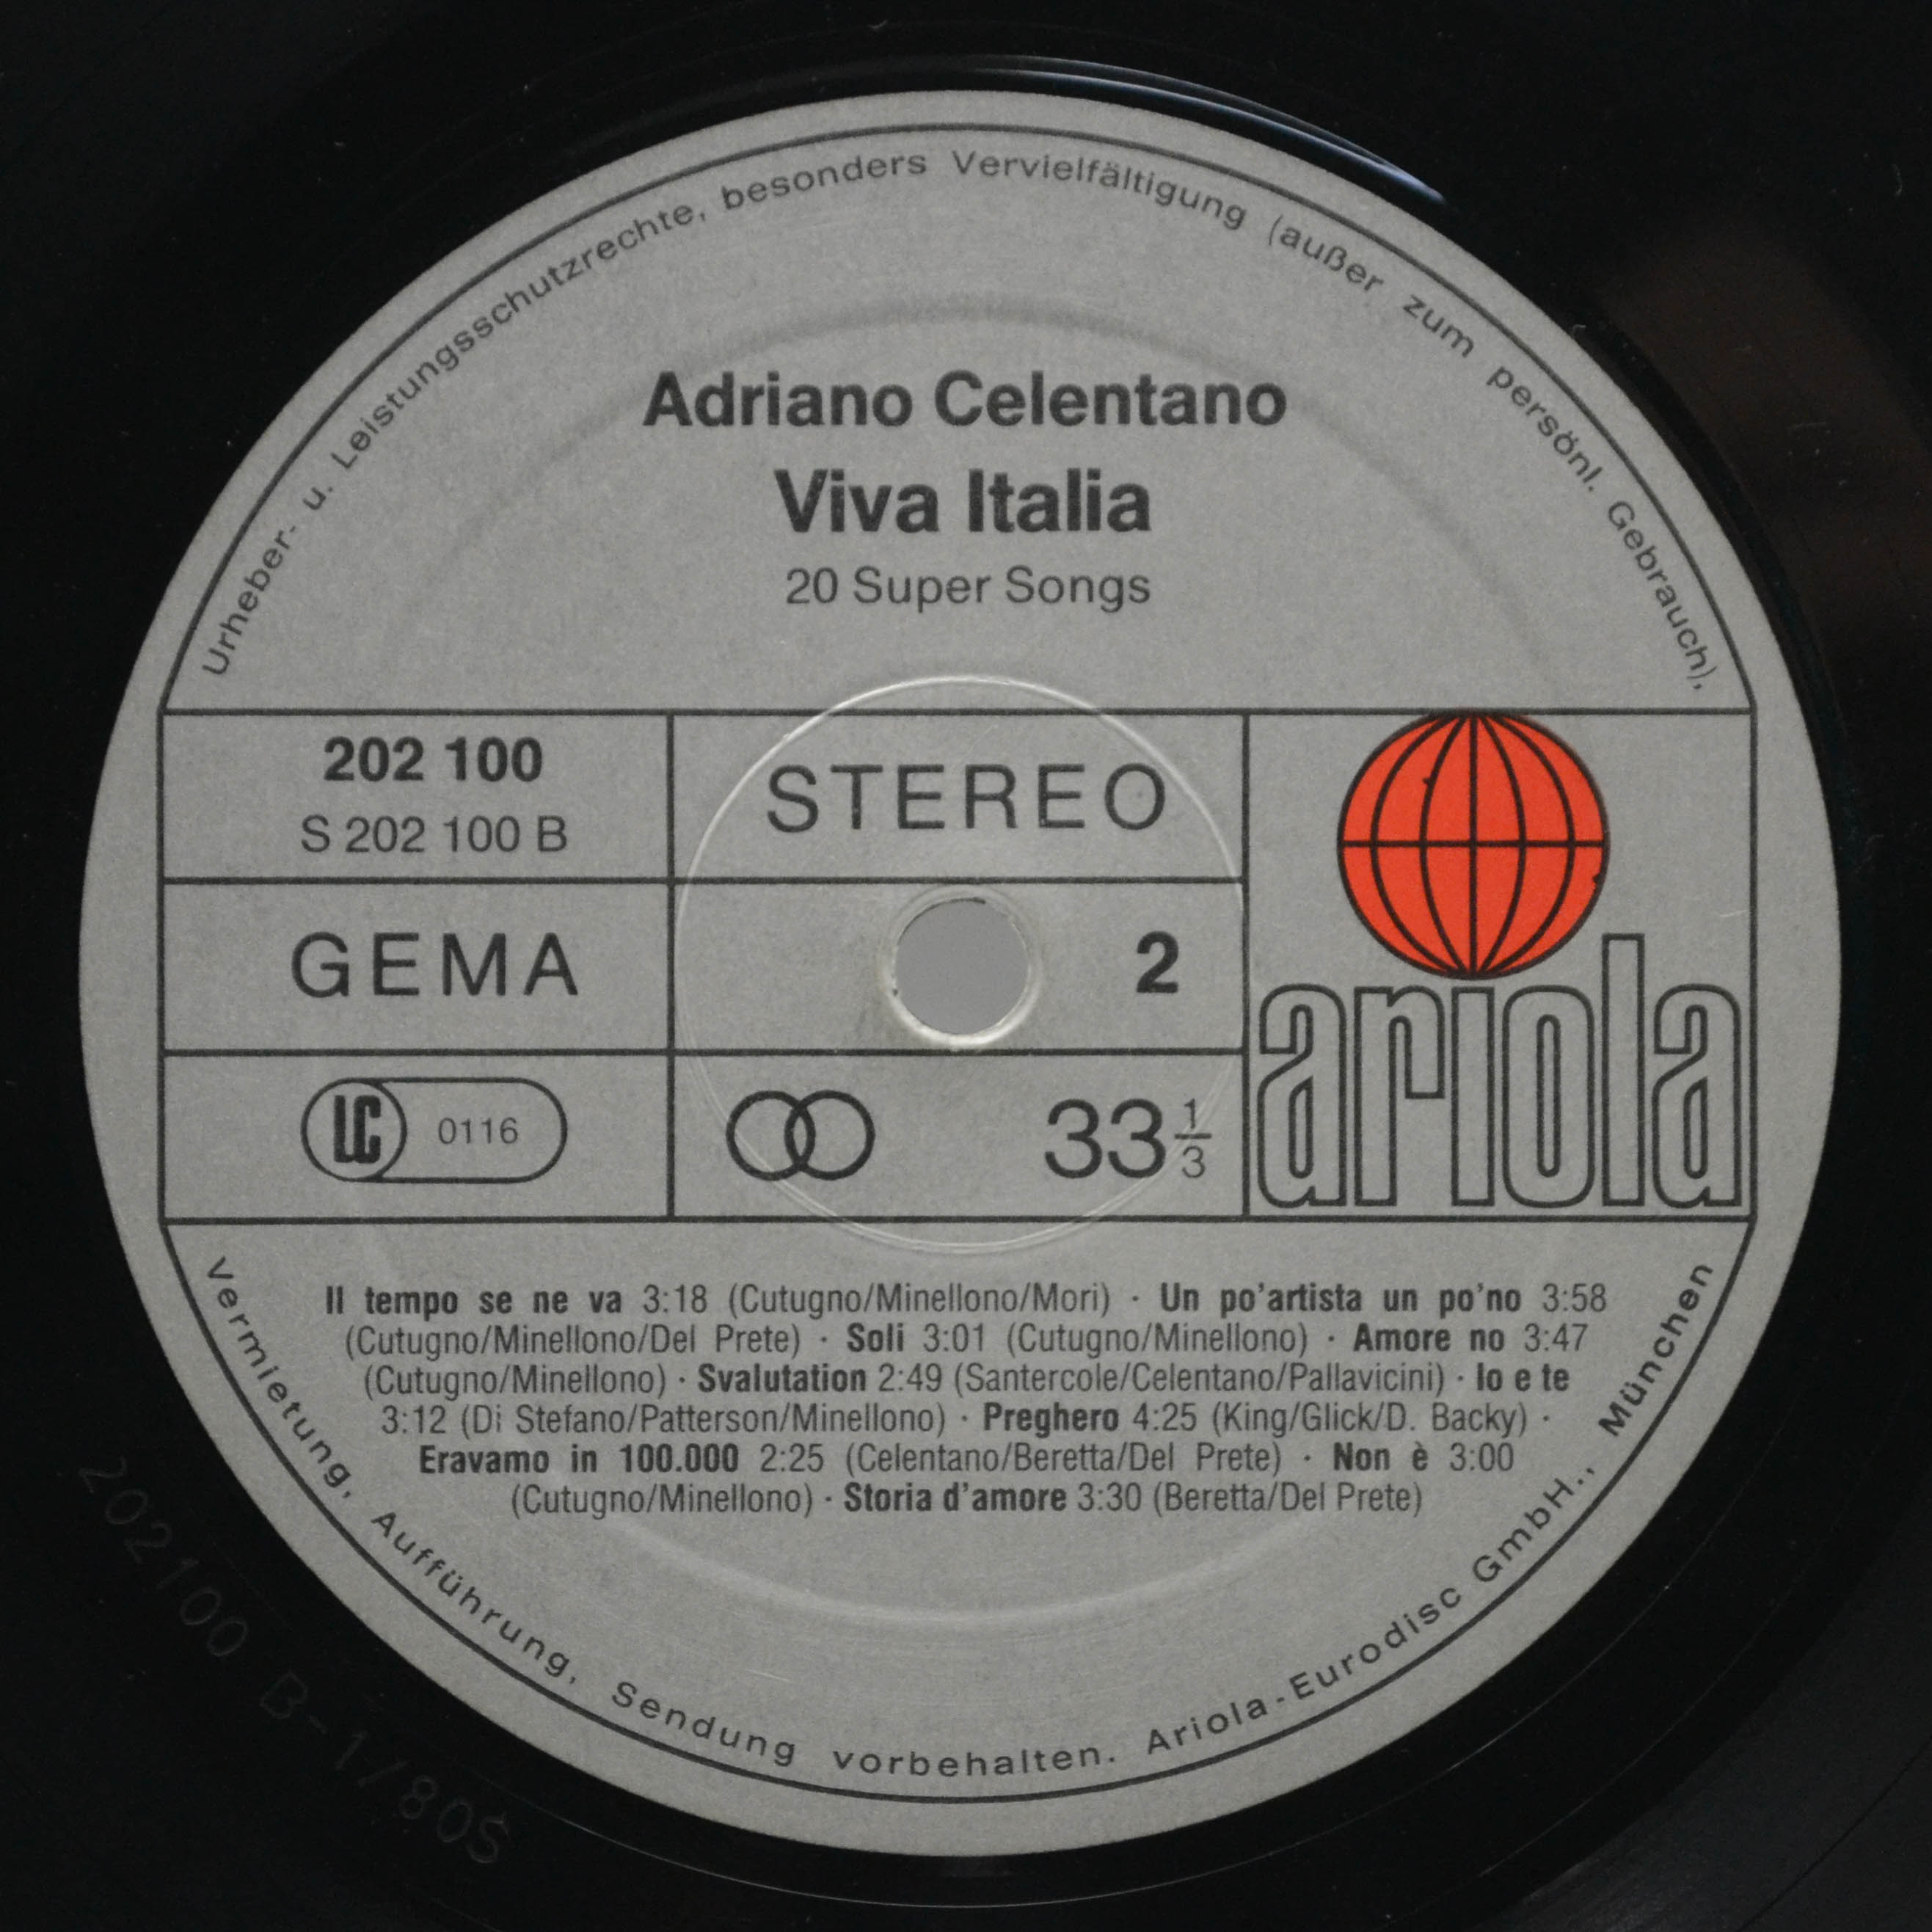 Urheber- u. Leistungsschutzrechte, besonders Vervielfältigung (außer zum persönl. Gebrauch),
Adriano Celentano
Viva Italia
20 Super Songs
202 100
S 202 100 B
STEREO
GEMA
2
LC 0116
33 1/3
ariola
Il tempo se ne va 3:18 (Cutugno/Minellono/Mori) · Un po'artista un po'no 3:58
(Cutugno/Minellono/Del Prete) · Soli 3:01 (Cutugno/Minellono) · Amore no 3:47
(Cutugno/Minellono) · Svalutation 2:49 (Santercole/Celentano/Pallavicini) · Io e te
3:12 (Di Stefano/Patterson/Minellono) · Preghero 4:25 (King/Glick/D. Backy) ·
Eravamo in 100.000 2:25 (Celentano/Beretta/Del Prete) · Non è 3:00
(Cutugno/Minellono) · Storia d'amore 3:30 (Beretta/Del Prete)
Vermietung, Aufführung, Sendung vorbehalten. Ariola-Eurodisc GmbH., München
202100 B-1/80S